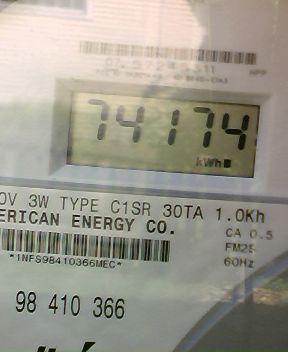 74174
kWh
0V 3W TYPE C1SR 30TA 1.0Kh
ERICAN ENERGY CO.
CA 0.5
FM2S
60Hz
*1NFS98410366MEC*
98 410 366